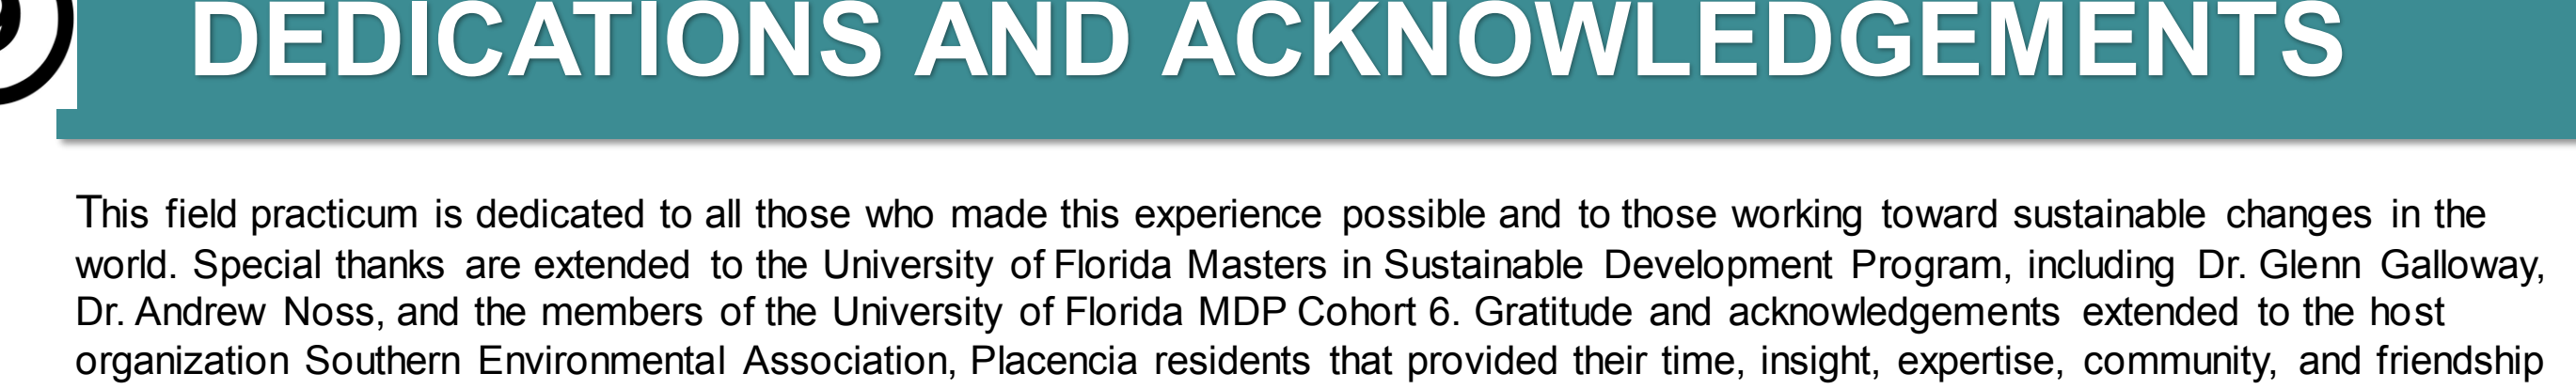 DEDICATIONS AND ACKNOWLEDGEMENTS
This field practicum is dedicated to all those who made this experience possible and to those working toward sustainable changes in the
world. Special thanks are extended to the University of Florida Masters in Sustainable Development Program, including Dr. Glenn Galloway,
Dr. Andrew Noss, and the members of the University of Florida MDP Cohort 6. Gratitude and acknowledgements extended to the host
organization Southern Environmental Association, Placencia residents that provided their time, insight, expertise, community, and friendship